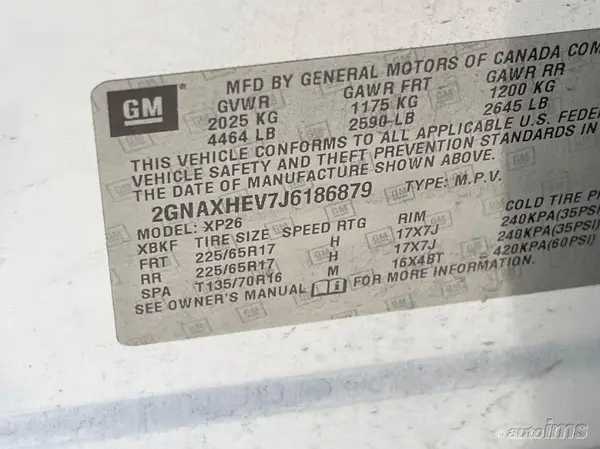 MFD BY GENERAL MOTORS OF CANADA COM
GM®
GVWR GAWR FRT GAWR RR
2025 KG 1175 KG 1200 KG
4464 LB 2590 LB 2645 LB
THIS VEHICLE CONFORMS TO ALL APPLICABLE U.S. FEDE
VEHICLE SAFETY AND THEFT PREVENTION STANDARDS IN
THE DATE OF MANUFACTURE SHOWN ABOVE.
2GNAXHEV7J6186879 TYPE: M.P.V.
MODEL: XP26
XBKF TIRE SIZE SPEED RTG RIM COLD TIRE P
FRT 225/65R17 H 17X7J 240KPA(35PSI)
RR 225/65R17 H 17X7J 240KPA(35PSI)
SPA T135/70R16 M 16X4BT 420KPA(60PSI)
SEE OWNER'S MANUAL FOR MORE INFORMATION.
© autoims